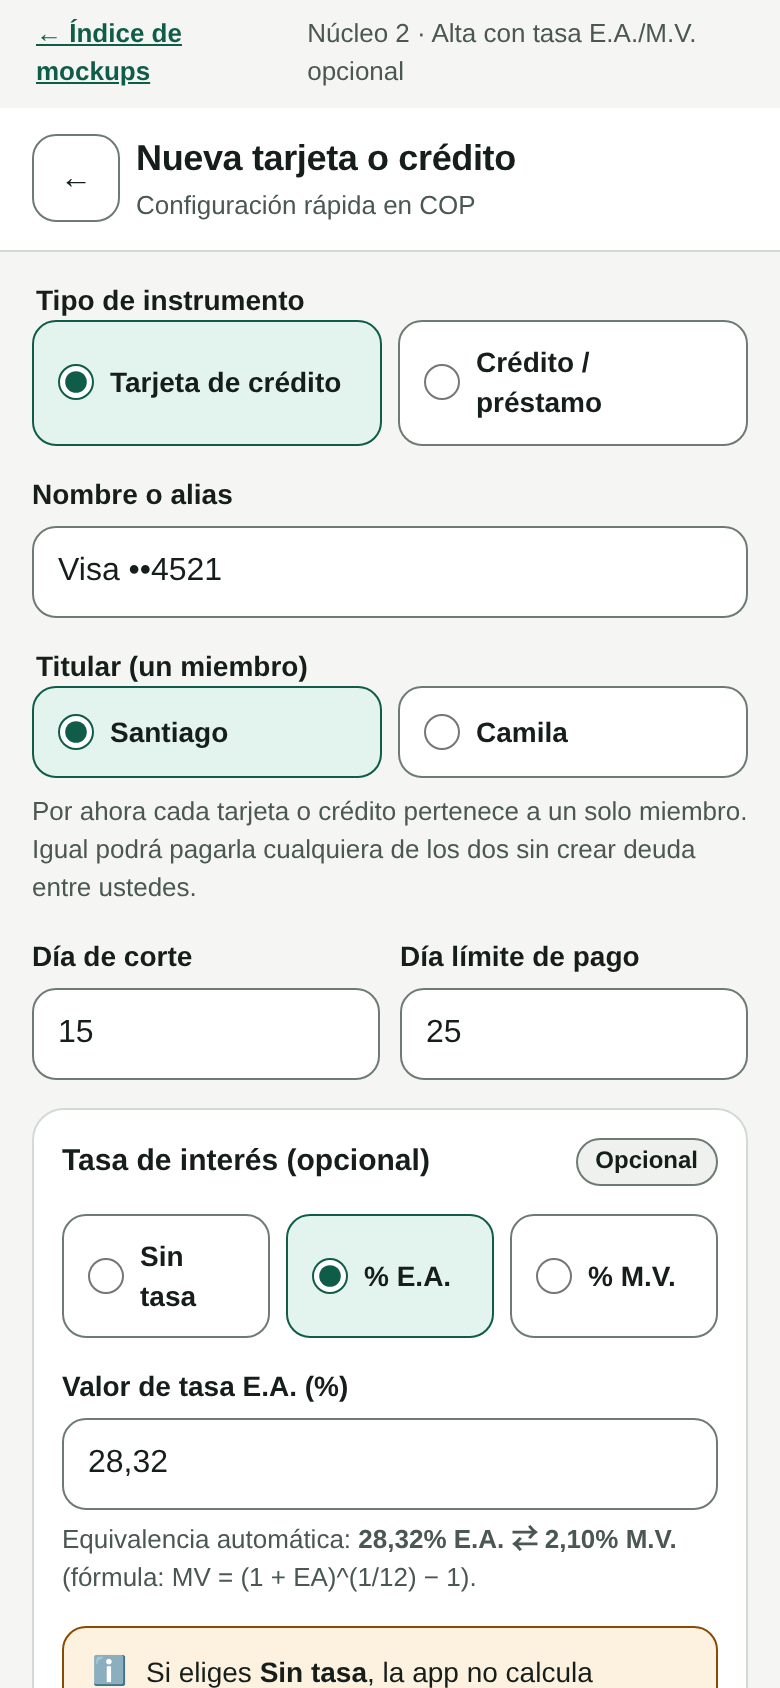 ← Índice de
mockups
Núcleo 2 · Alta con tasa E.A./M.V.
opcional
←
Nueva tarjeta o crédito
Configuración rápida en COP
Tipo de instrumento
Tarjeta de crédito
Crédito /
préstamo
Nombre o alias
Visa ••4521
Titular (un miembro)
Santiago
Camila
Por ahora cada tarjeta o crédito pertenece a un solo miembro.
Igual podrá pagarla cualquiera de los dos sin crear deuda
entre ustedes.
Día de corte
Día límite de pago
15
25
Tasa de interés (opcional)
Opcional
Sin
tasa
% E.A.
% M.V.
Valor de tasa E.A. (%)
28,32
Equivalencia automática: 28,32% E.A. ⇄ 2,10% M.V.
(fórmula: MV = (1 + EA)^(1/12) − 1).
ℹ️ Si eliges Sin tasa, la app no calcula